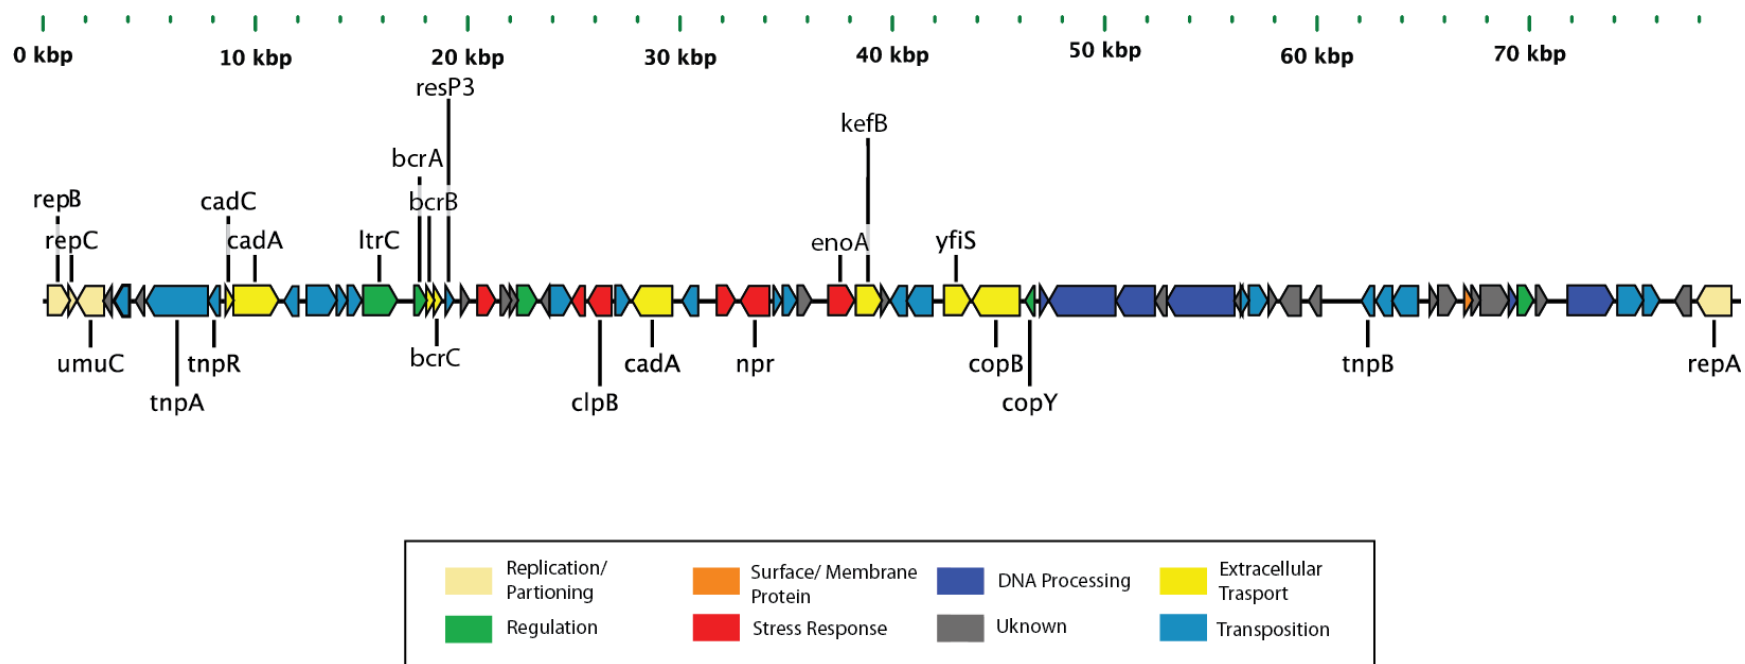 0 kbp
10 kbp
20 kbp
30 kbp
40 kbp
50 kbp
60 kbp
70 kbp
resP3
kefB
bcrA
repB
cadC
bcrB
repC
cadA
ltrC
enoA
yfiS
umuC
tnpR
bcrC
cadA
npr
copB
tnpB
repA
tnpA
clpB
copY
Replication/
Partioning
Surface/ Membrane
Protein
DNA Processing
Extracellular
Trasport
Regulation
Stress Response
Uknown
Transposition